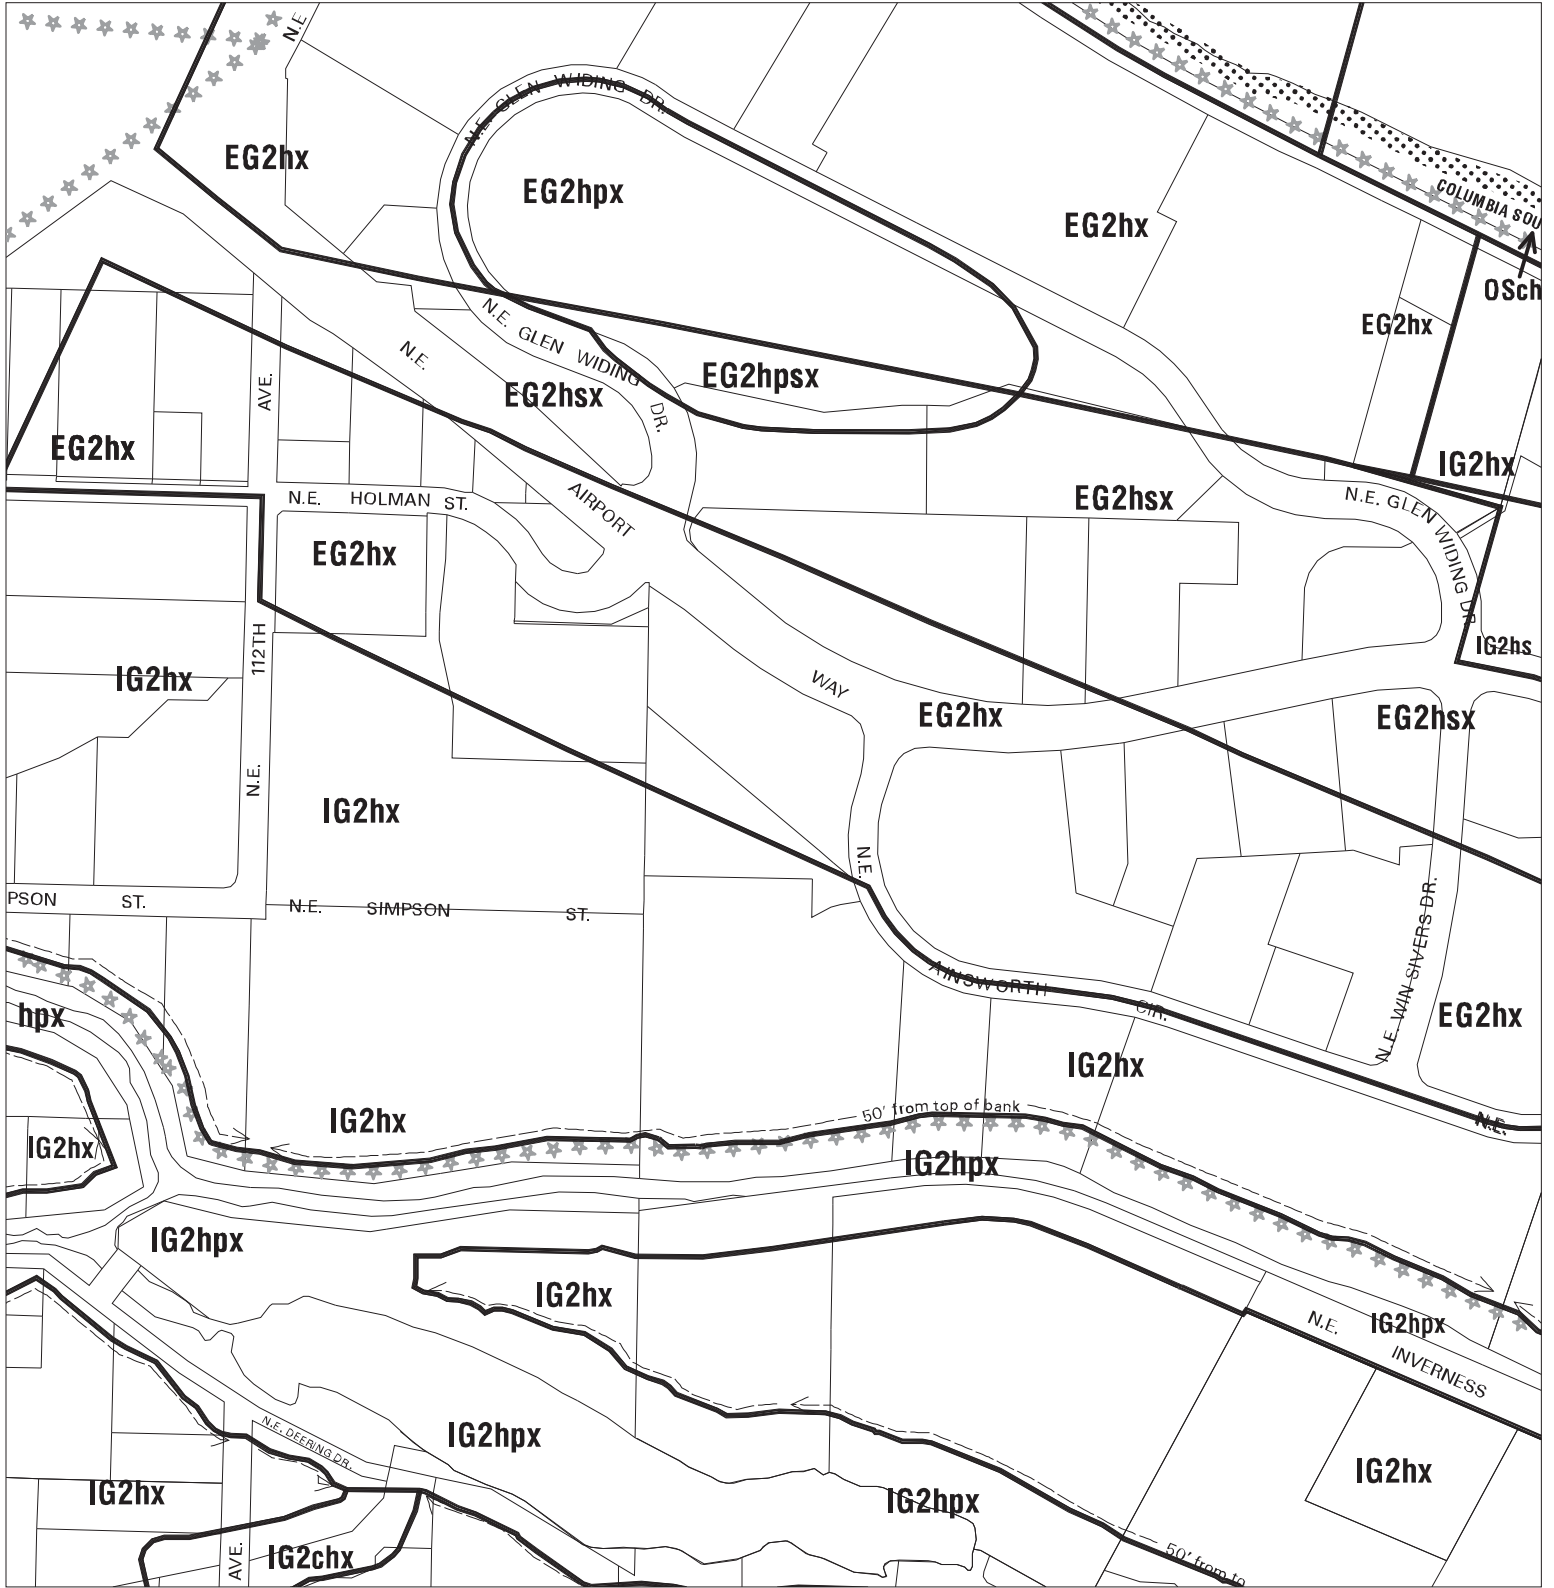 N.E.
N.E. GLEN WIDING DR.
EG2hx
EG2hpx
EG2hx
COLUMBIA SOU
OSch
EG2hx
N.E. GLEN WIDING DR.
N.E.
AIRPORT
WAY
EG2hsx
EG2hpsx
AVE.
EG2hx
IG2hx
N.E. HOLMAN ST.
EG2hsx
N.E. GLEN WIDING DR.
EG2hx
112TH
N.E.
IG2hs
IG2hx
EG2hx
EG2hsx
IG2hx
N.E.
AINSWORTH
CIR.
N.E.
PSON ST.
N.E. SIMPSON ST.
N.E. WIN SIVERS DR.
hpx
EG2hx
IG2hx
IG2hx
50' from top of bank
IG2hx
IG2hpx
IG2hpx
IG2hx
IG2hpx
N.E.
INVERNESS
N.E. DEERING DR.
IG2hpx
IG2hx
IG2hx
IG2hpx
50' from to
AVE.
IG2chx